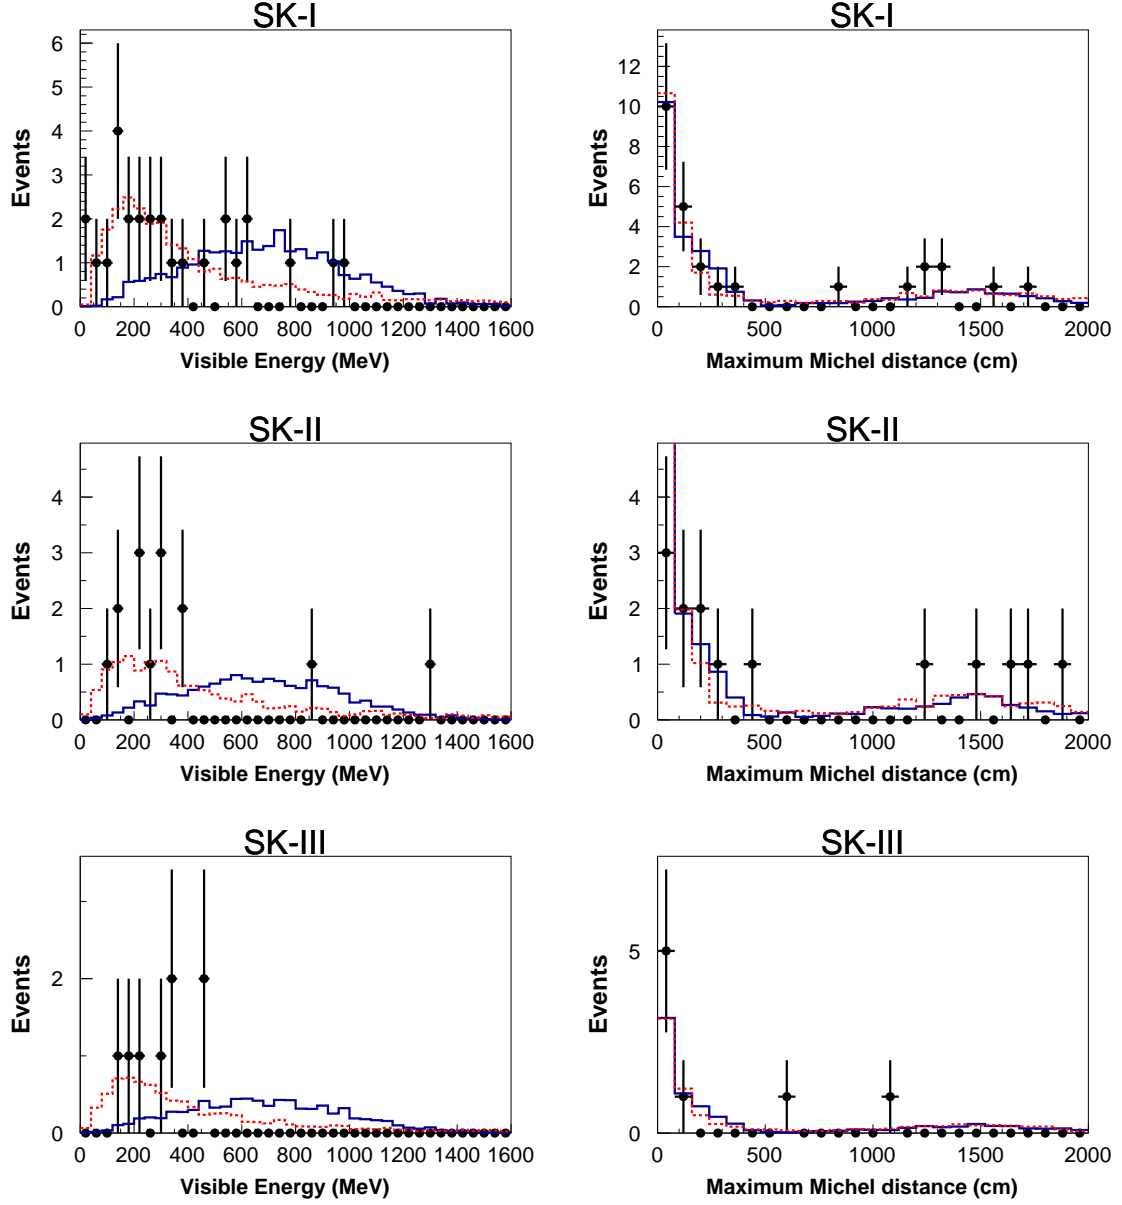 SK-I
SK-I
Events
6
5
4
3
2
1
0
0 200 400 600 800 1000 1200 1400 1600
Visible Energy (MeV)
Events
12
10
8
6
4
2
0
0 500 1000 1500 2000
Maximum Michel distance (cm)
SK-II
SK-II
Events
4
3
2
1
0
0 200 400 600 800 1000 1200 1400 1600
Visible Energy (MeV)
Events
4
3
2
1
0
0 500 1000 1500 2000
Maximum Michel distance (cm)
SK-III
SK-III
Events
2
0
0 200 400 600 800 1000 1200 1400 1600
Visible Energy (MeV)
Events
5
0
0 500 1000 1500 2000
Maximum Michel distance (cm)